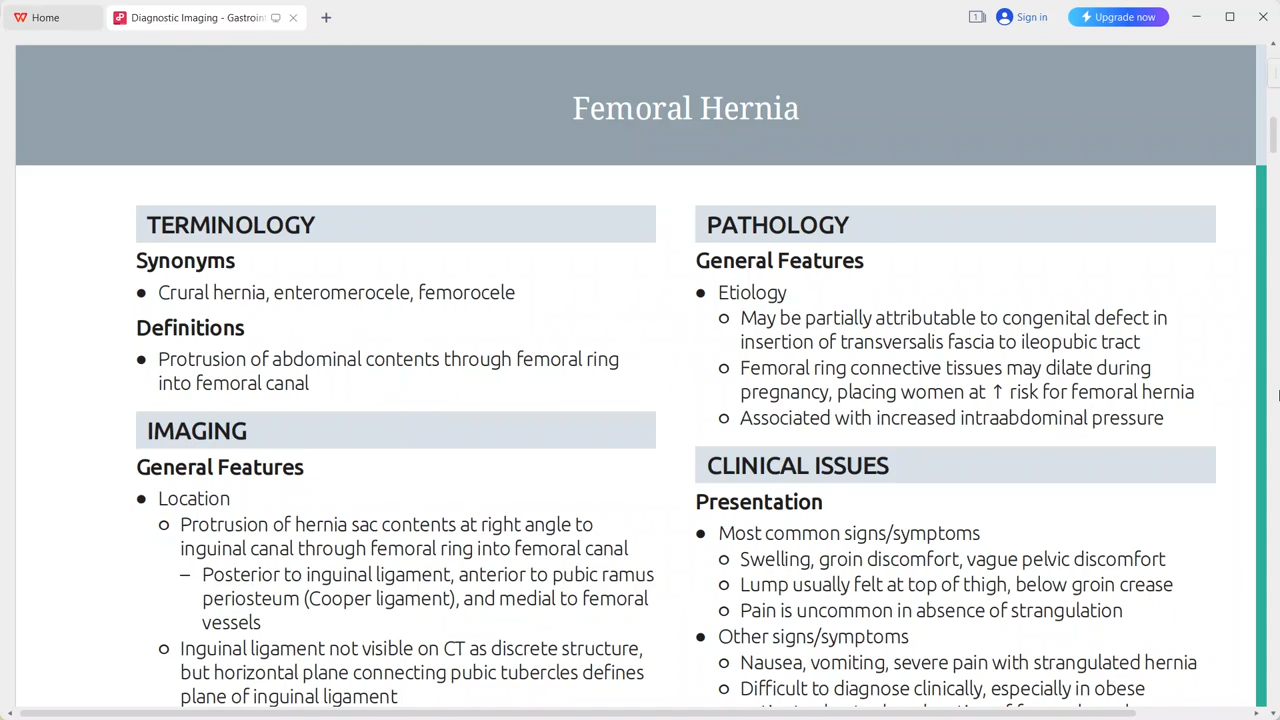 Home
Diagnostic Imaging - Gastroint
1
Sign in
Upgrade now
Femoral Hernia
TERMINOLOGY
Synonyms
● Crural hernia, enteromerocele, femorocele
Definitions
● Protrusion of abdominal contents through femoral ring
into femoral canal
IMAGING
General Features
● Location
○ Protrusion of hernia sac contents at right angle to
inguinal canal through femoral ring into femoral canal
– Posterior to inguinal ligament, anterior to pubic ramus
periosteum (Cooper ligament), and medial to femoral
vessels
○ Inguinal ligament not visible on CT as discrete structure,
but horizontal plane connecting pubic tubercles defines
plane of inguinal ligament
PATHOLOGY
General Features
● Etiology
○ May be partially attributable to congenital defect in
insertion of transversalis fascia to ileopubic tract
○ Femoral ring connective tissues may dilate during
pregnancy, placing women at ↑ risk for femoral hernia
○ Associated with increased intraabdominal pressure
CLINICAL ISSUES
Presentation
● Most common signs/symptoms
○ Swelling, groin discomfort, vague pelvic discomfort
○ Lump usually felt at top of thigh, below groin crease
○ Pain is uncommon in absence of strangulation
● Other signs/symptoms
○ Nausea, vomiting, severe pain with strangulated hernia
○ Difficult to diagnose clinically, especially in obese